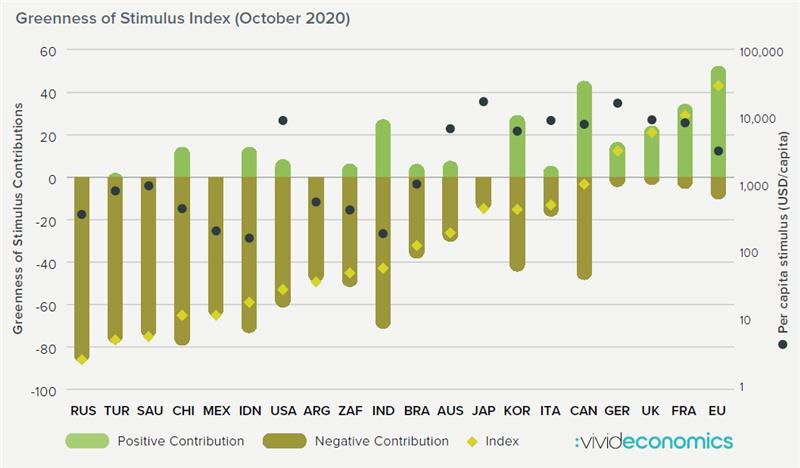 Greenness of Stimulus Index (October 2020)
Greenness of Stimulus Contributions
60
40
20
0
-20
-40
-60
-80
-100
100,000
10,000
1,000
100
10
1
Per capita stimulus (USD/capita)
RUS TUR SAU CHI MEX IDN USA ARG ZAF IND BRA AUS JAP KOR ITA CAN GER UK FRA EU
Positive Contribution Negative Contribution Index
:vivideconomics